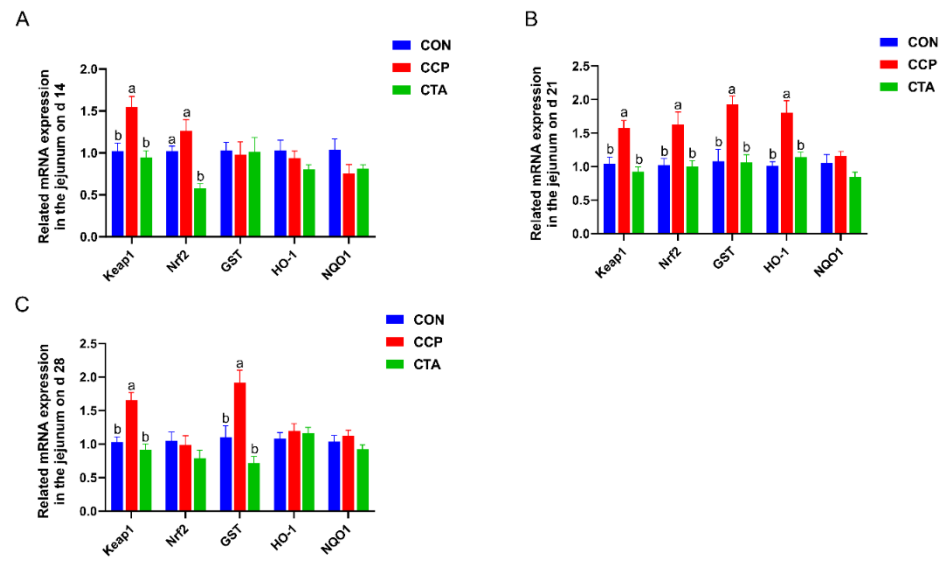 A
CON
CCP
CTA
Related mRNA expression
in the jejunum on d 14
2.0
1.5
1.0
0.5
0.0
b a b
a a b
Keap1 Nrf2 GST HO-1 NQO1
B
CON
CCP
CTA
Related mRNA expression
in the jejunum on d 21
2.5
2.0
1.5
1.0
0.5
0.0
b a b
b a b
b a b
b a b
Keap1 Nrf2 GST HO-1 NQO1
C
CON
CCP
CTA
Related mRNA expression
in the jejunum on d 28
2.5
2.0
1.5
1.0
0.5
0.0
b a b
b a b
Keap1 Nrf2 GST HO-1 NQO1